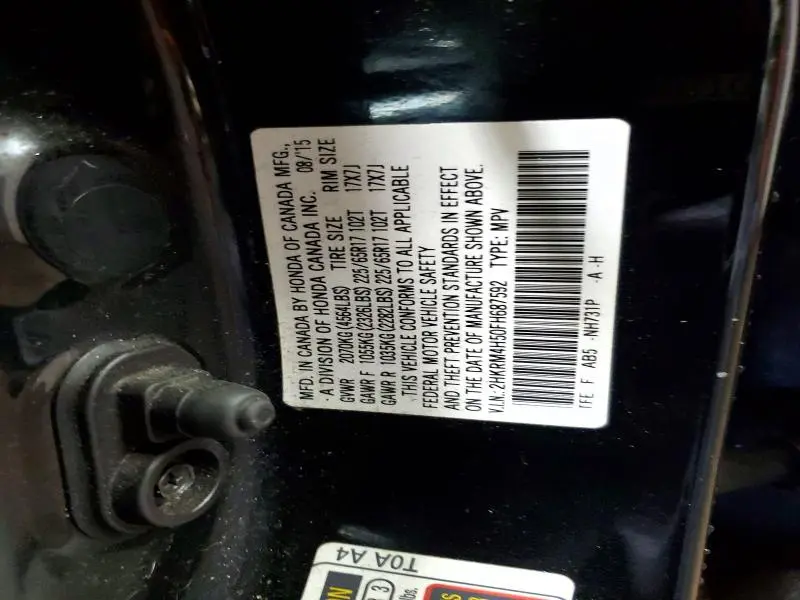 MFD. IN CANADA BY HONDA OF CANADA MFG.,
A DIVISION OF HONDA CANADA INC. 08/'15
GVWR 2070KG(4564LBS) TIRE SIZE RIM SIZE
GAWR F 1055KG(2326LBS) 225/65R17 102T 17X7J
GAWR R 1035KG(2282LBS) 225/65R17 102T 17X7J
THIS VEHICLE CONFORMS TO ALL APPLICABLE
FEDERAL MOTOR VEHICLE SAFETY
AND THEFT PREVENTION STANDARDS IN EFFECT
ON THE DATE OF MANUFACTURE SHOWN ABOVE.
V.I.N: 2HKRM4H50FH687592 TYPE: MPV
TFE F AB5 -NH731P -A-H
T0A A4
3
lbs.